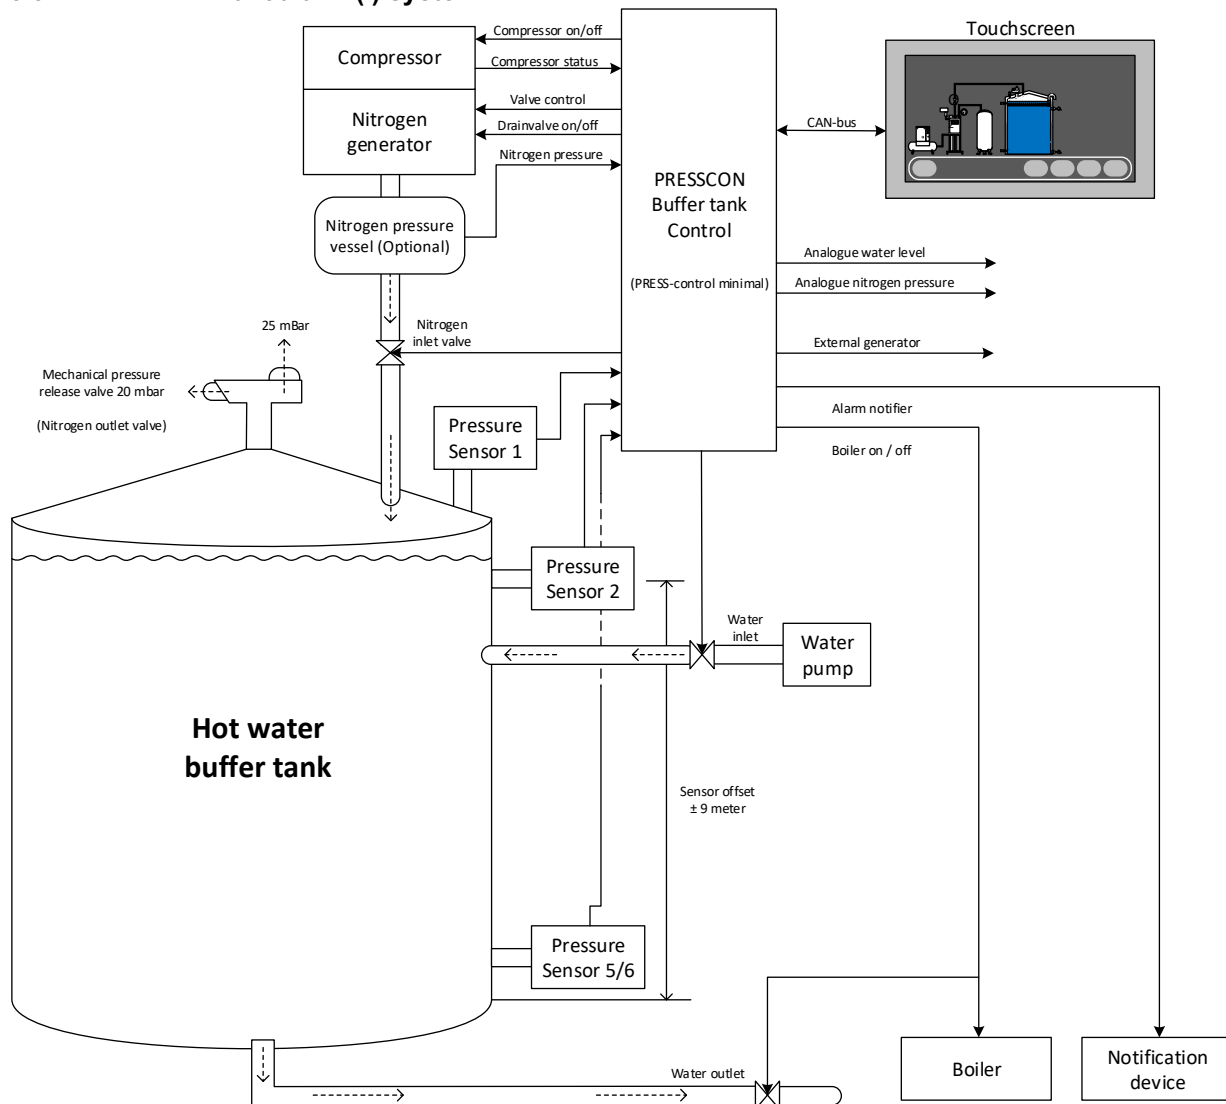 Compressor on/off
Compressor
Compressor status
Touchscreen
Valve control
Nitrogen
generator
Drainvalve on/off
CAN-bus
Nitrogen pressure
PRESSCON
Buffer tank
Control
Nitrogen pressure
vessel (Optional)
Analogue water level
(PRESS-control minimal)
Analogue nitrogen pressure
25 mBar
Nitrogen
inlet valve
External generator
Mechanical pressure
release valve 20 mbar
(Nitrogen outlet valve)
Pressure
Sensor 1
Alarm notifier
Boiler on / off
Pressure
Sensor 2
Water
inlet
Water
pump
Hot water
buffer tank
Sensor offset
± 9 meter
Pressure
Sensor 5/6
Water outlet
Boiler
Notification
device